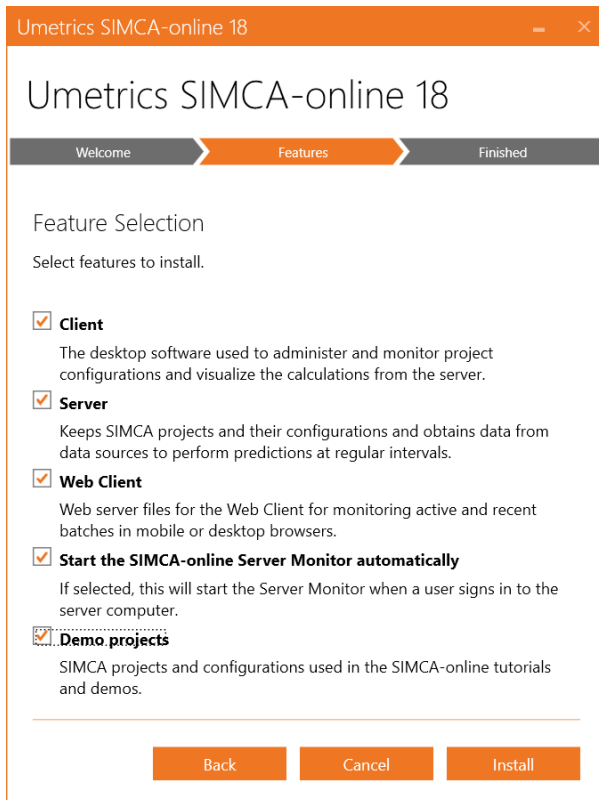 Umetrics SIMCA-online 18
Umetrics SIMCA-online 18
Welcome
Features
Finished
Feature Selection
Select features to install.
Client
The desktop software used to administer and monitor project
configurations and visualize the calculations from the server.
Server
Keeps SIMCA projects and their configurations and obtains data from
data sources to perform predictions at regular intervals.
Web Client
Web server files for the Web Client for monitoring active and recent
batches in mobile or desktop browsers.
Start the SIMCA-online Server Monitor automatically
If selected, this will start the Server Monitor when a user signs in to the
server computer.
Demo projects
SIMCA projects and configurations used in the SIMCA-online tutorials
and demos.
Back
Cancel
Install